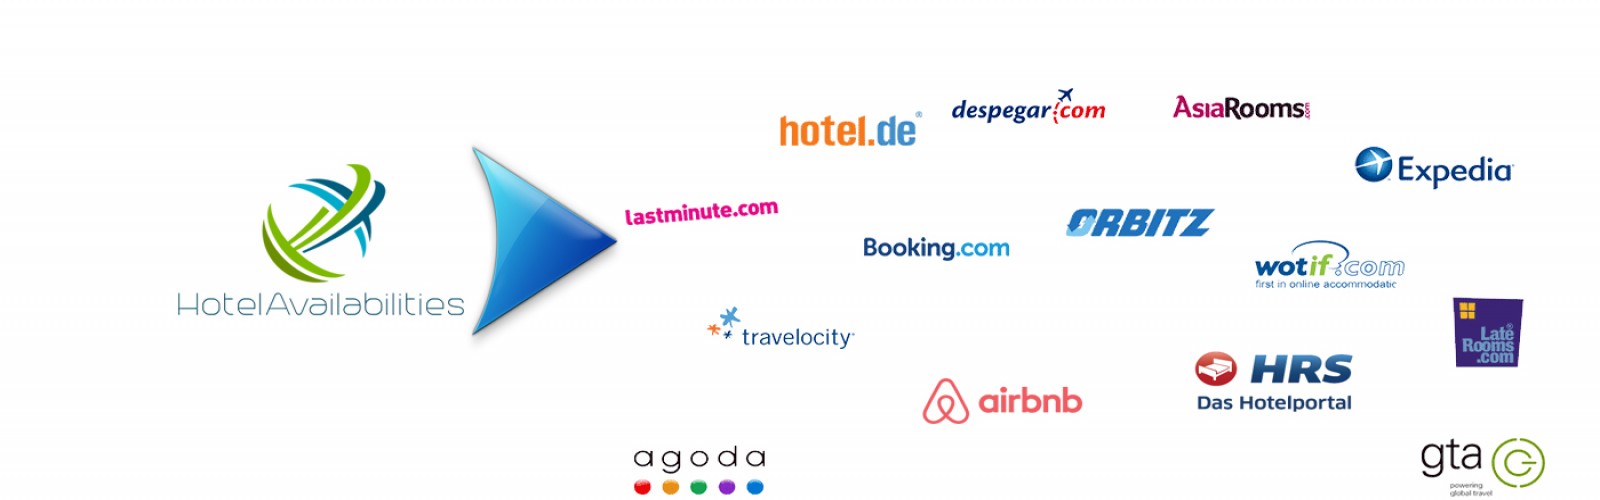 HotelAvailabilities
lastminute.com
hotel.de®
despegar.com
AsiaRooms.com
Expedia
Booking.com
ORBITZ
wotif.com
first in online accommodatic
travelocity
airbnb
HRS
Das Hotelportal
Late
Rooms
.com
agoda
gta
powering
global travel